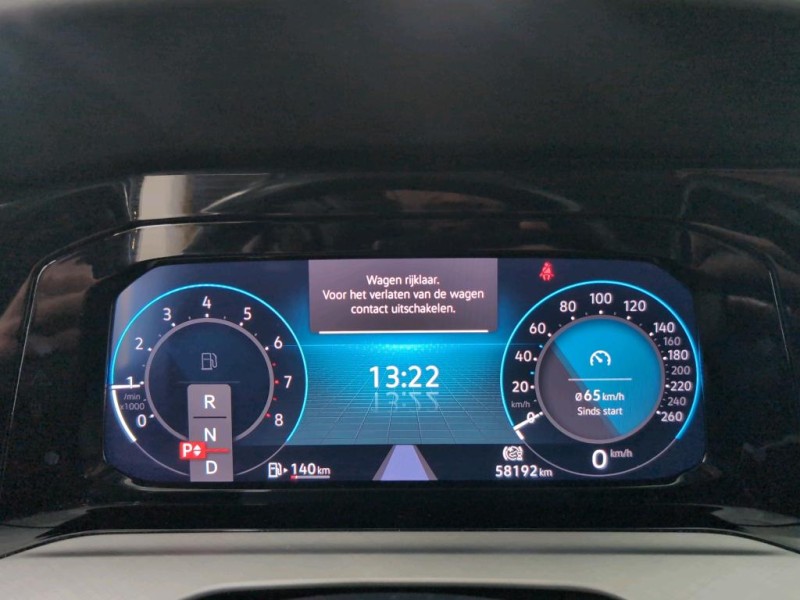 Wagen rijklaar.
Voor het verlaten van de wagen
contact uitschakelen.
13:22
0
1
2
3
4
5
6
7
8
/min
x1000
R
N
P
D
140 km
58192 km
0
20
40
60
80
100
120
140
160
180
200
220
240
260
km/h
ø 65 km/h
Sinds start
0 km/h